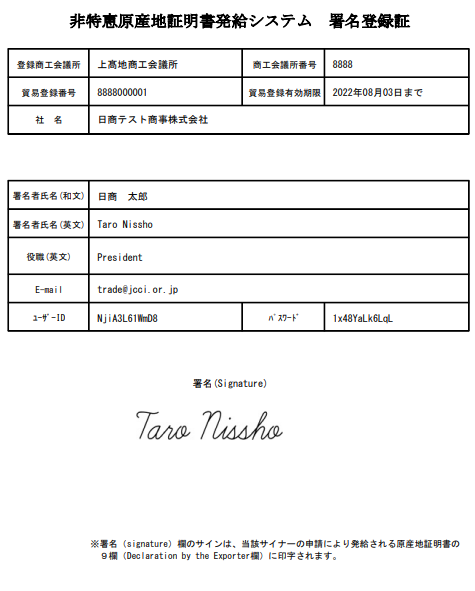 非特恵原産地証明書発給システム　署名登録証
登録商工会議所 上髙地商工会議所 商工会議所番号 8888
貿易登録番号 8888000001 貿易登録有効期限 2022年08月03日まで
社　名 日商テスト商事株式会社
署名者氏名(和文) 日商　太郎
署名者氏名(英文) Taro Nissho
役職(英文) President
E-mail trade@jcci.or.jp
ﾕｰｻﾞｰID NjiA3L61WmD8 ﾊﾟｽﾜｰﾄﾞ 1x48YaLk6LqL
署名(Signature)
Taro Nissho
※署名（signature）欄のサインは、当該サイナーの申請により発給される原産地証明書の
９欄（Declaration by the Exporter欄）に印字されます。